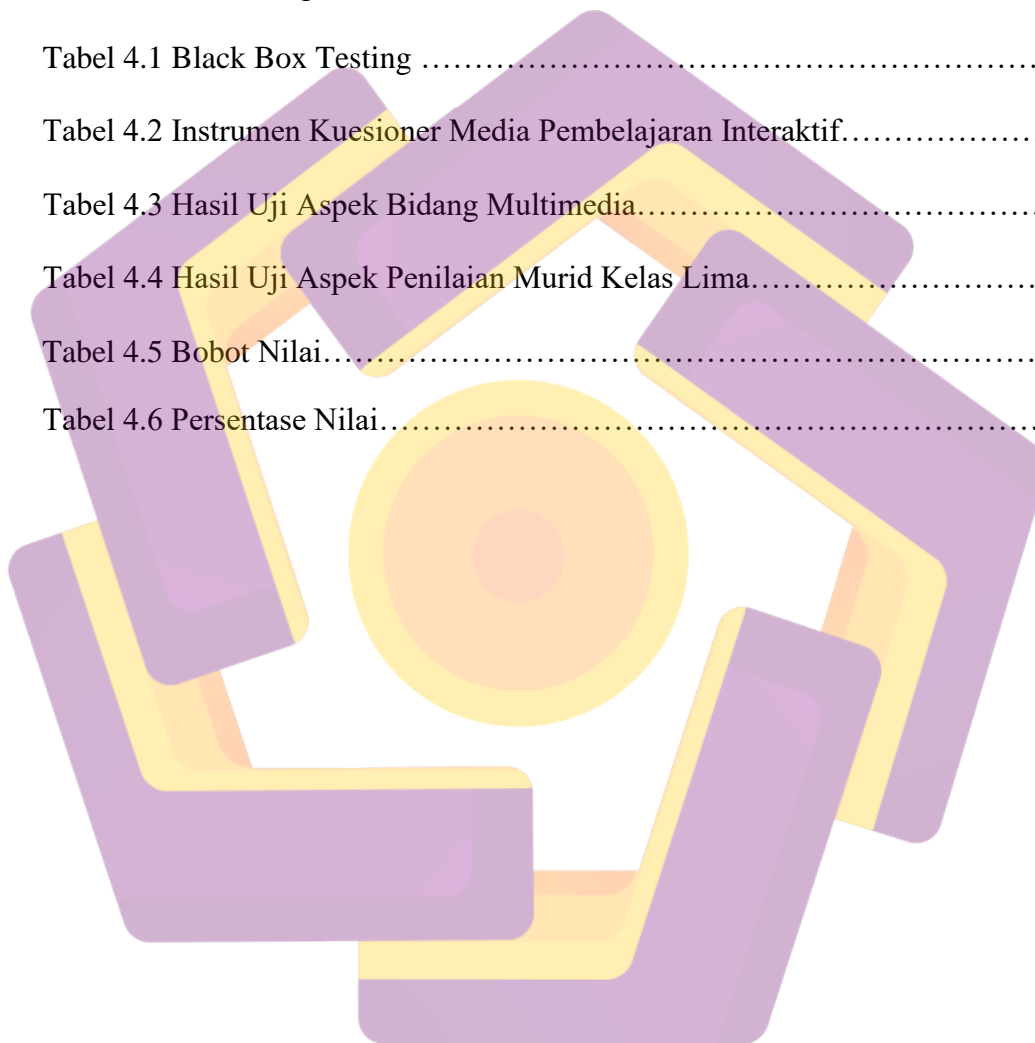 Tabel 4.1 Black Box Testing ……………………………………………………
Tabel 4.2 Instrumen Kuesioner Media Pembelajaran Interaktif………………
Tabel 4.3 Hasil Uji Aspek Bidang Multimedia…………………………………
Tabel 4.4 Hasil Uji Aspek Penilaian Murid Kelas Lima………………………
Tabel 4.5 Bobot Nilai……………………………………………………………
Tabel 4.6 Persentase Nilai………………………………………………………